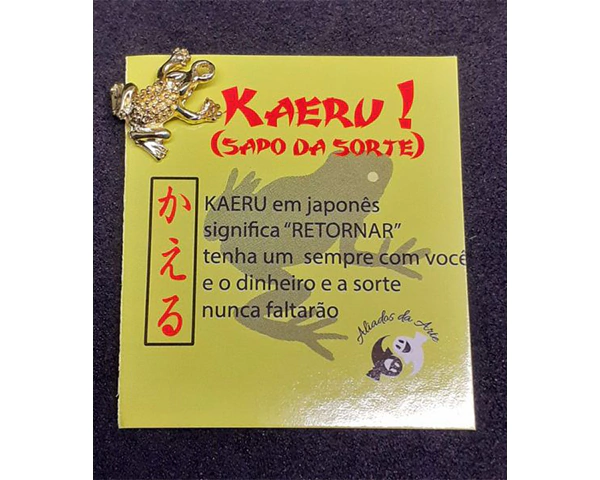 KAERU!
(SAPO DA SORTE)
かえる
KAERU em japonês
significa “RETORNAR”
tenha um sempre com você
e o dinheiro e a sorte
nunca faltarão
Aliados da Arte